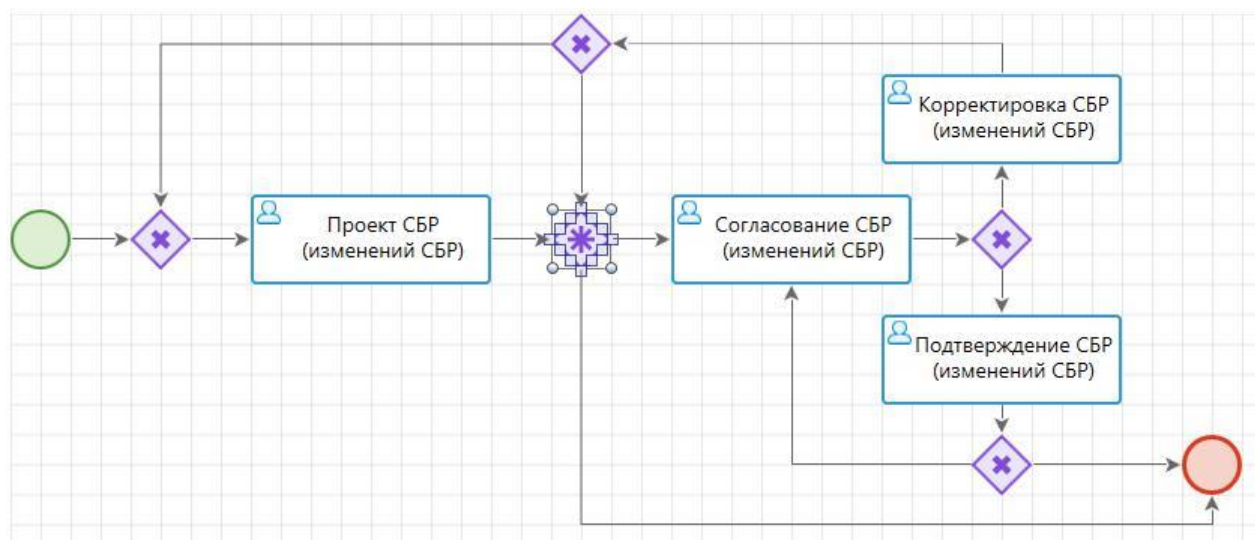 Корректировка СБР
(изменений СБР)
Проект СБР
(изменений СБР)
Согласование СБР
(изменений СБР)
Подтверждение СБР
(изменений СБР)